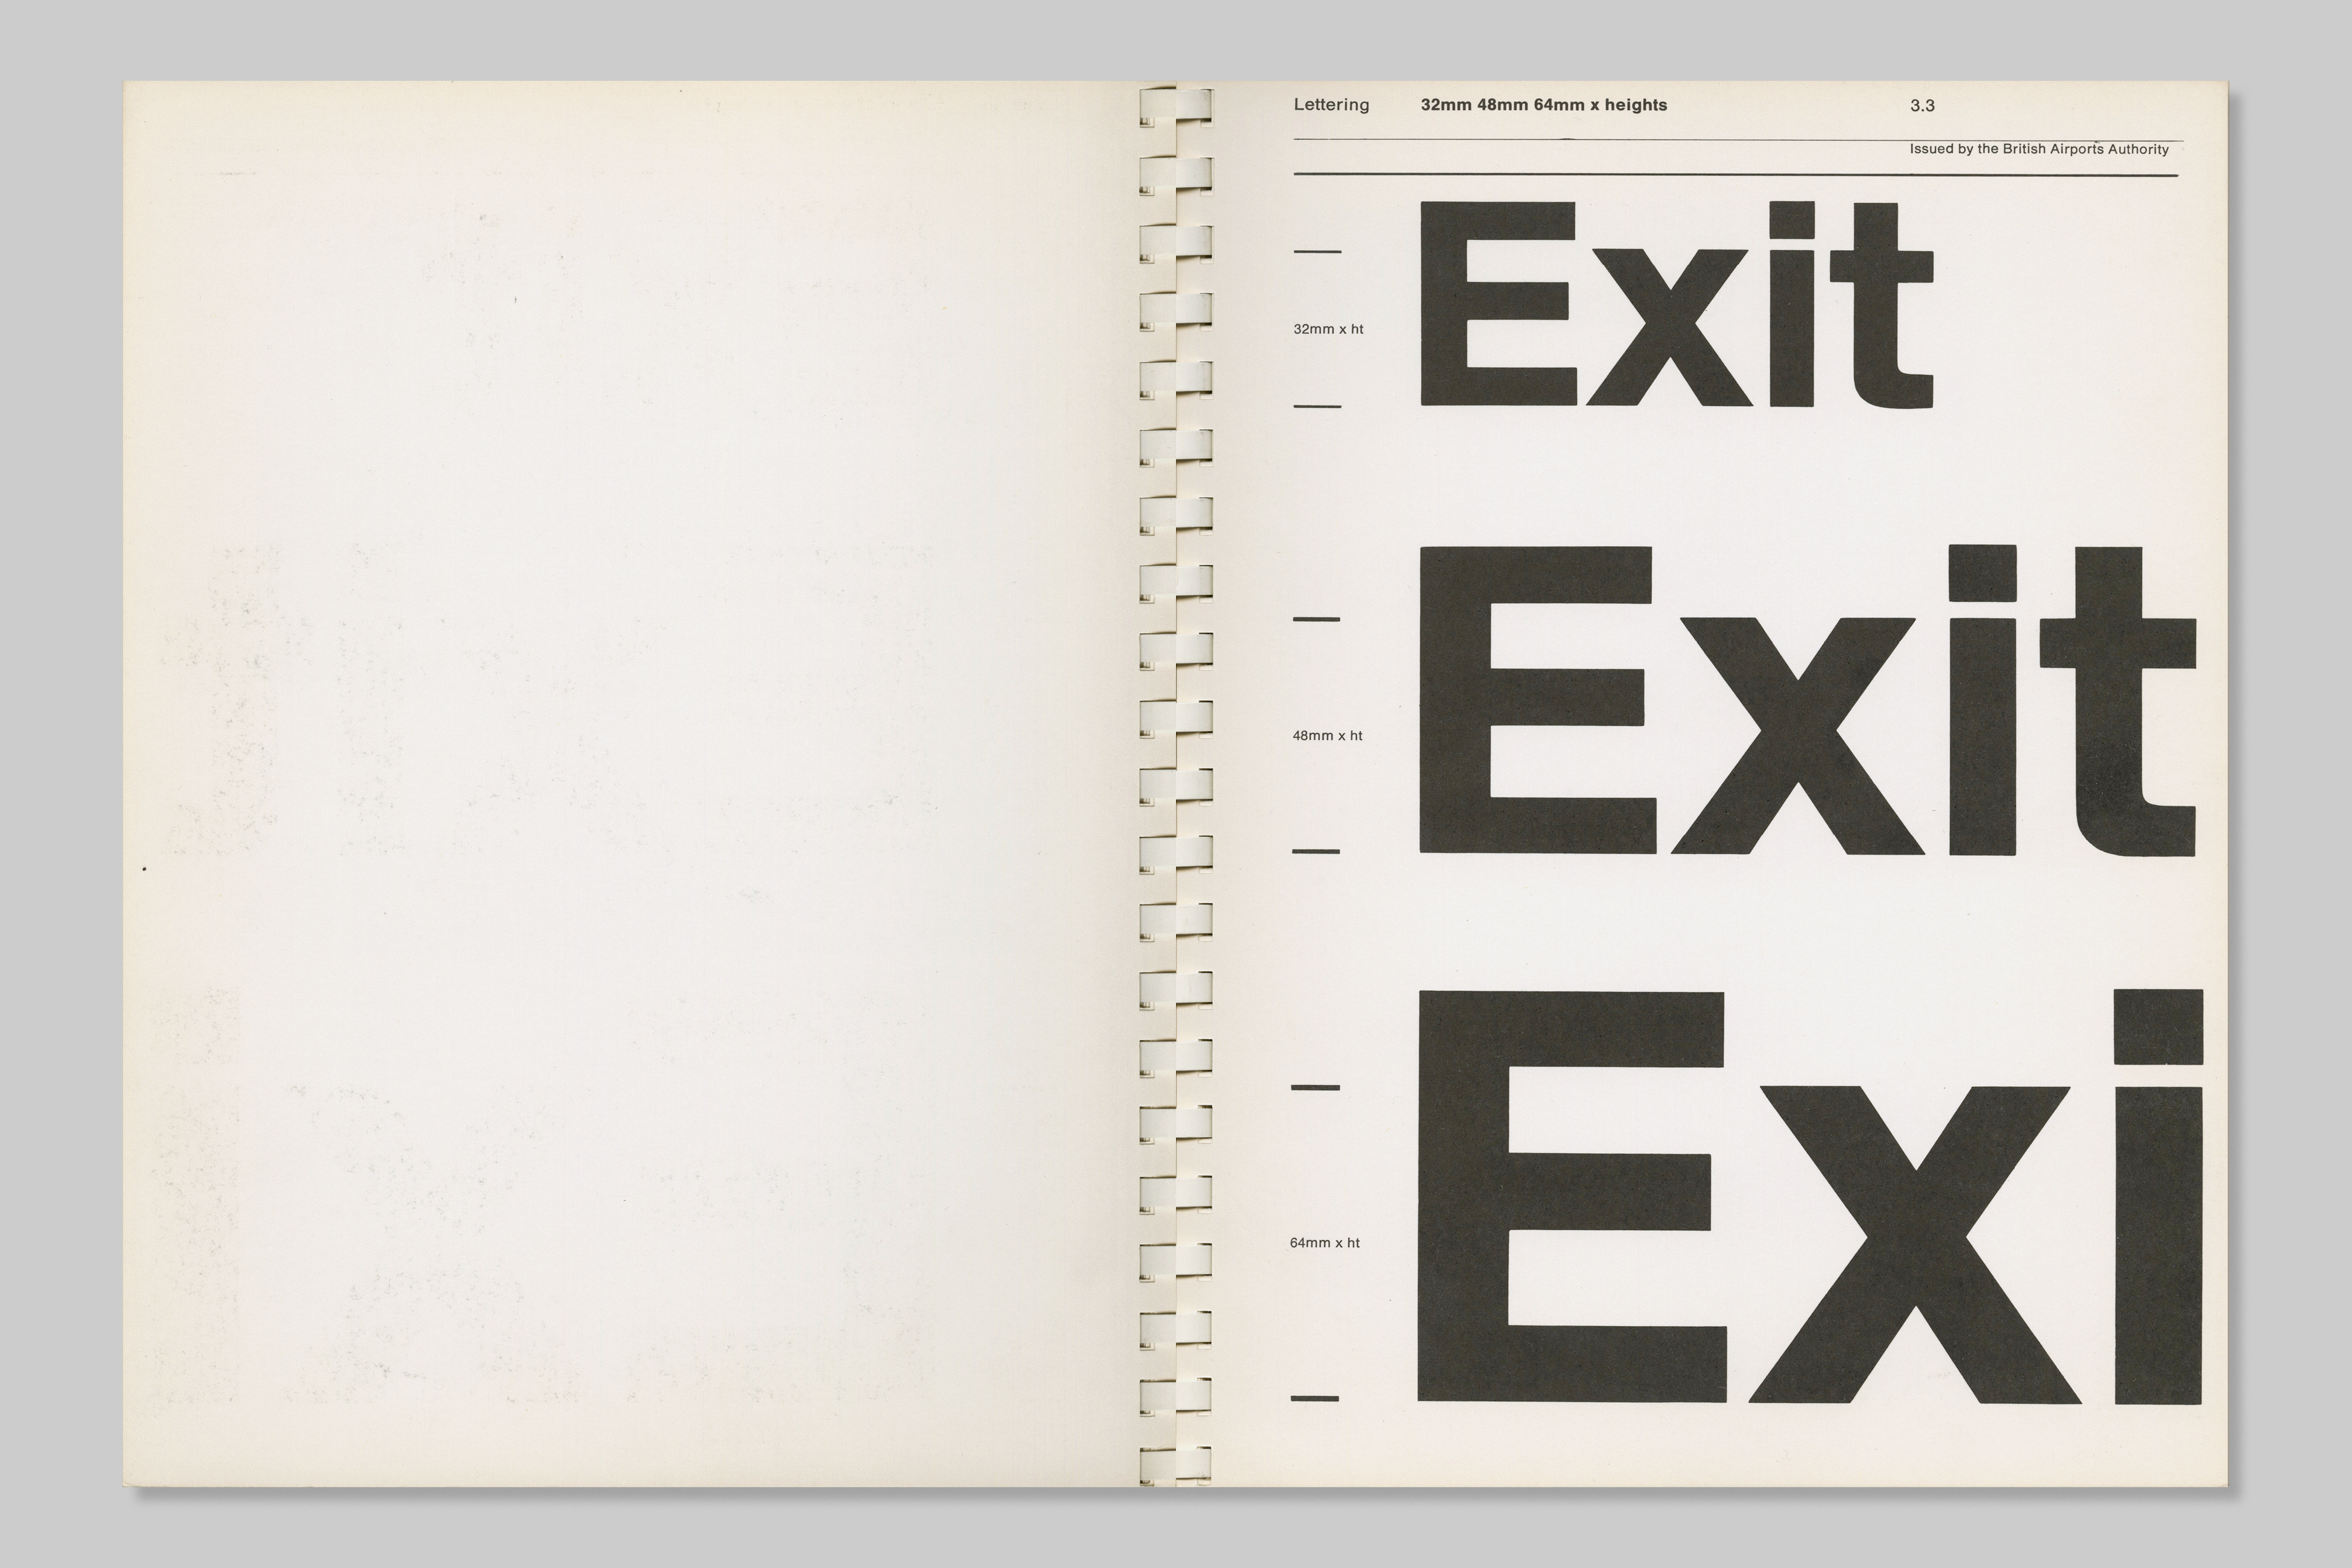 Lettering 32mm 48mm 64mm x heights 3.3
Issued by the British Airports Authority
Exit
32mm x ht
Exit
48mm x ht
Exi
64mm x ht